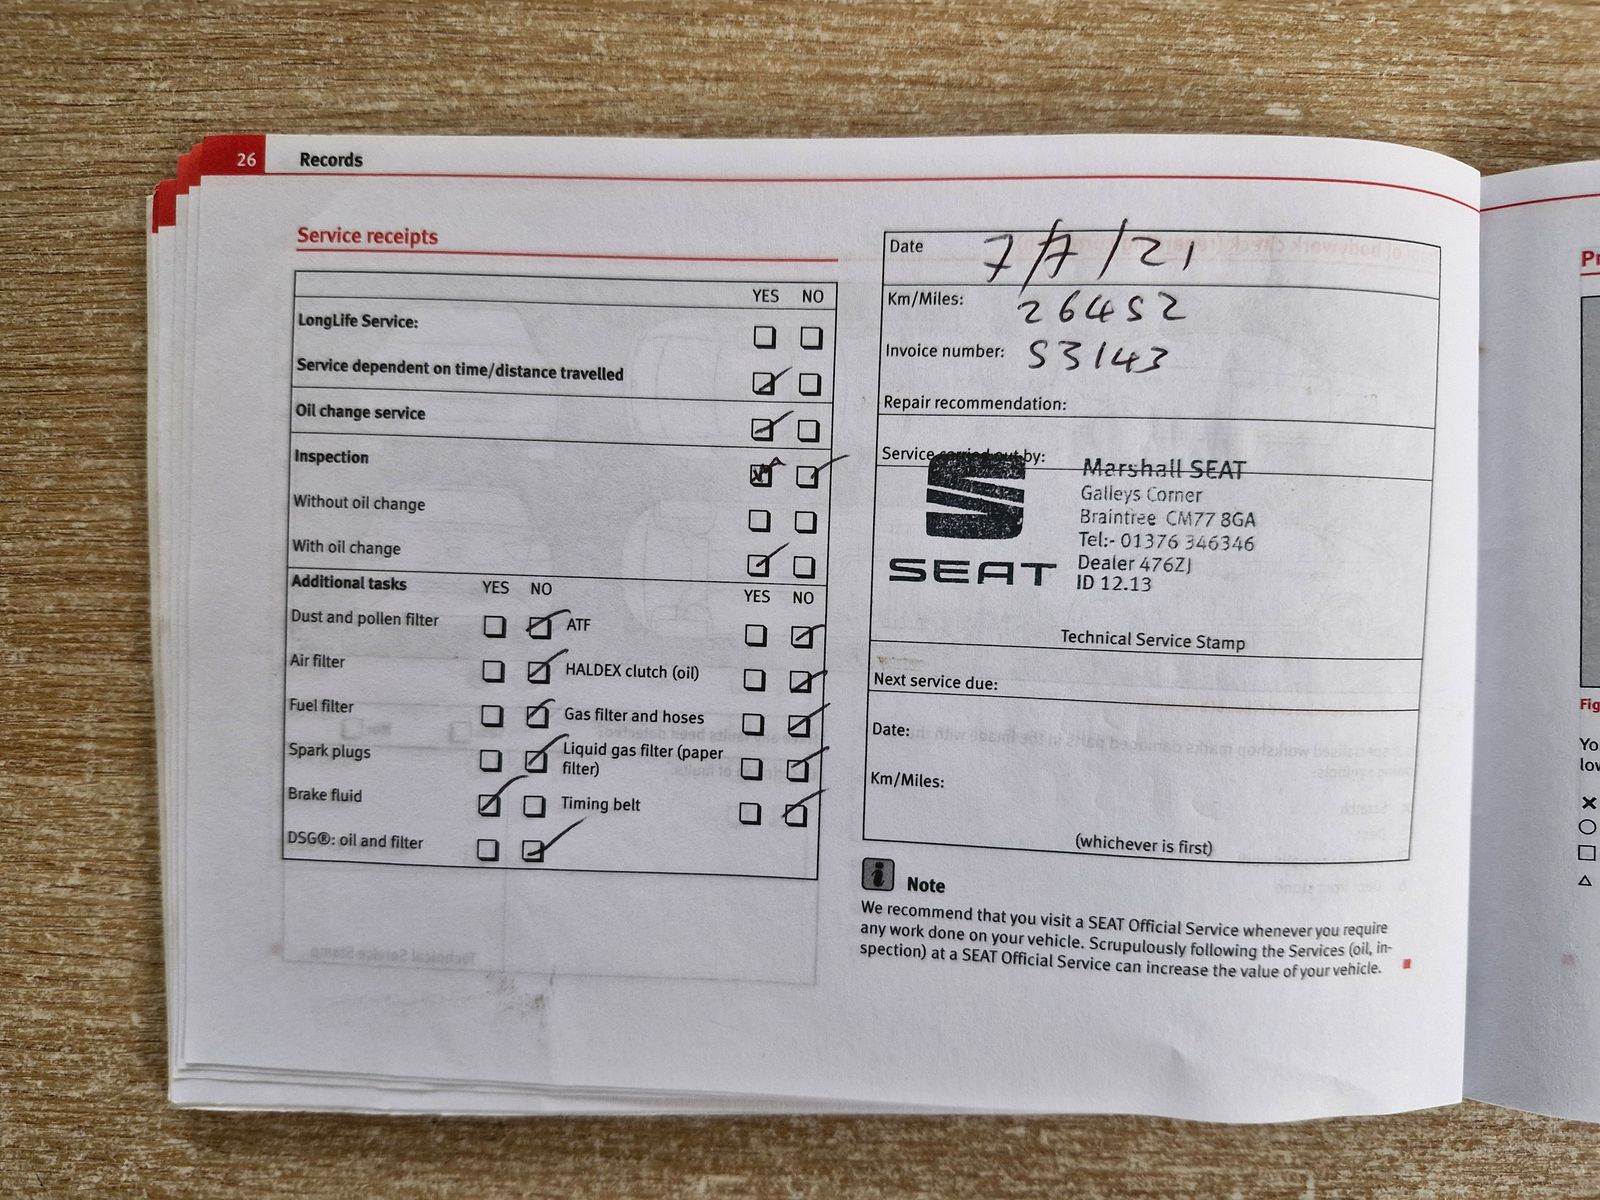 26 Records
Service receipts
YES NO
LongLife Service:
Service dependent on time/distance travelled
Oil change service
Inspection
Without oil change
With oil change
Additional tasks YES NO YES NO
Dust and pollen filter ATF
Air filter HALDEX clutch (oil)
Fuel filter Gas filter and hoses
Spark plugs Liquid gas filter (paper
filter)
Brake fluid Timing belt
DSG®: oil and filter
Date 7/7/21
Km/Miles: 26452
Invoice number: 53143
Repair recommendation:
Service carried out by:
SEAT
Marshall SEAT
Galleys Corner
Braintree CM77 8GA
Tel:- 01376 346346
Dealer 476ZJ
ID 12.13
Technical Service Stamp
Next service due:
Date:
Km/Miles:
(whichever is first)
i Note
We recommend that you visit a SEAT Official Service whenever you require
any work done on your vehicle. Scrupulously following the Services (oil, in-
spection) at a SEAT Official Service can increase the value of your vehicle.
Fig
Yo